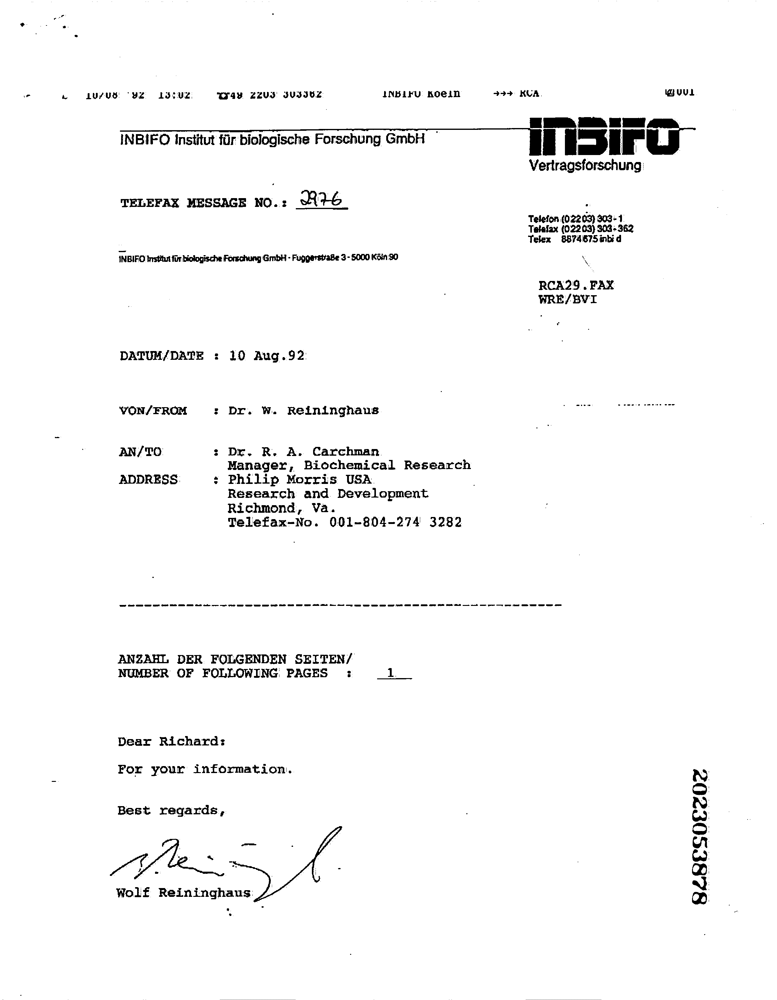 10/08 '92 13:02 ☎49 2203 303362 INBIFO Koeln →→→ RCA 001
INBIFO Institut für biologische Forschung GmbH
INBIFO
Vertragsforschung
TELEFAX MESSAGE NO.: 2976
Telefon (02203) 303-1
Telefax (02203) 303-362
Telex 8874675 inbi d
INBIFO Institut für biologische Forschung GmbH · Fuggerstraße 3 · 5000 Köln 90
RCA29.FAX
WRE/BVI
DATUM/DATE : 10 Aug.92
VON/FROM : Dr. W. Reininghaus
AN/TO : Dr. R. A. Carchman
Manager, Biochemical Research
ADDRESS : Philip Morris USA
Research and Development
Richmond, Va.
Telefax-No. 001-804-274 3282
ANZAHL DER FOLGENDEN SEITEN/
NUMBER OF FOLLOWING PAGES : 1
Dear Richard:
For your information.
Best regards,
Wolf Reininghaus
2023053878